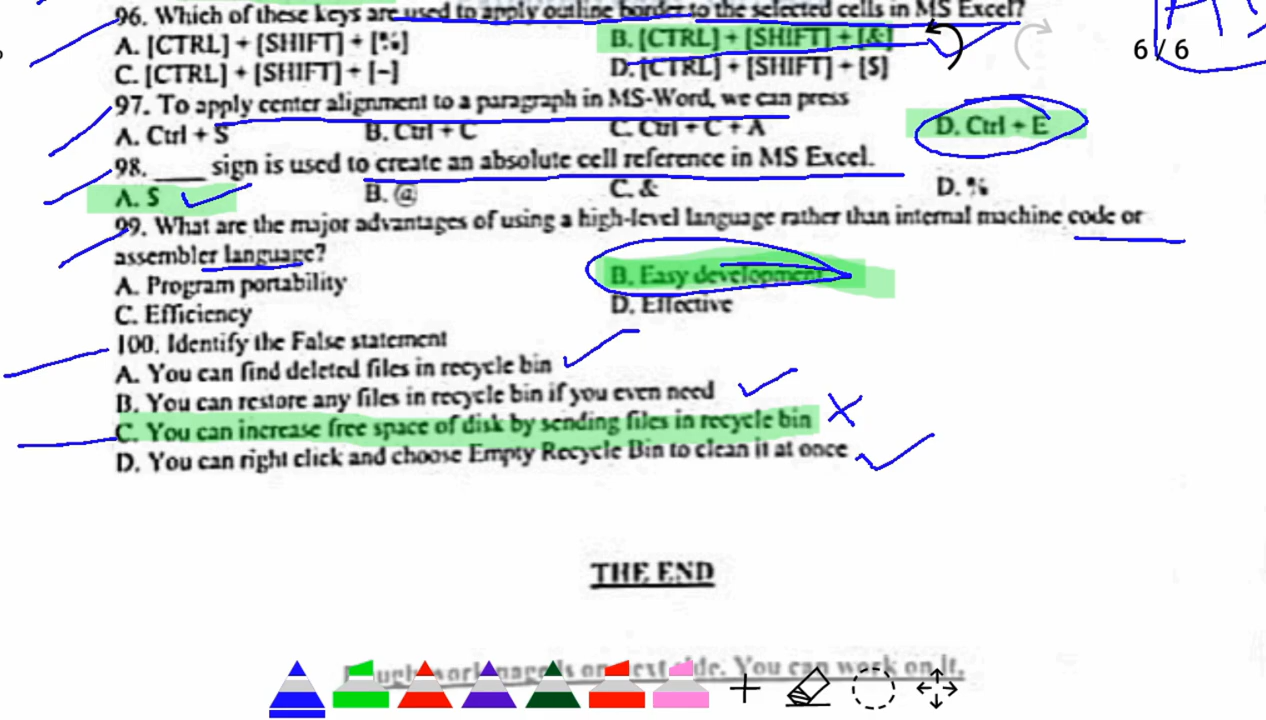 96. Which of these keys are used to apply outline border to the selected cells in MS Excel?
A. [CTRL] + [SHIFT] + [%]
B. [CTRL] + [SHIFT] + [&]
6 / 6
C. [CTRL] + [SHIFT] + [~]
D. [CTRL] + [SHIFT] + [$]
97. To apply center alignment to a paragraph in MS-Word, we can press
A. Ctrl + S
B. Ctrl + C
C. Ctrl + C + A
D. Ctrl + E
98. ____ sign is used to create an absolute cell reference in MS Excel.
A. $
B. @
C. &
D. %
99. What are the major advantages of using a high-level language rather than internal machine code or
assembler language?
A. Program portability
B. Easy development
C. Efficiency
D. Effective
100. Identify the False statement
A. You can find deleted files in recycle bin
B. You can restore any files in recycle bin if you even need
C. You can increase free space of disk by sending files in recycle bin
D. You can right click and choose Empty Recycle Bin to clean it at once
THE END
You can work on it.